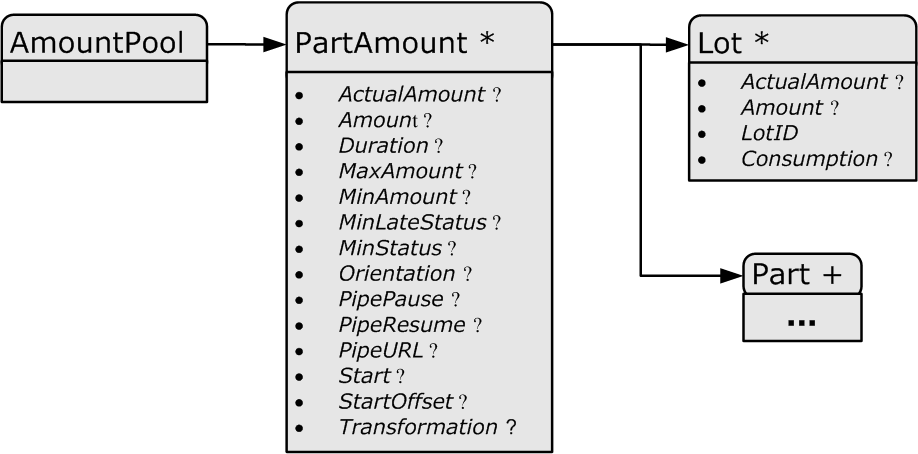 AmountPool
PartAmount *
• ActualAmount ?
• Amount ?
• Duration ?
• MaxAmount ?
• MinAmount ?
• MinLateStatus ?
• MinStatus ?
• Orientation ?
• PipePause ?
• PipeResume ?
• PipeURL ?
• Start ?
• StartOffset ?
• Transformation ?
Lot *
• ActualAmount ?
• Amount ?
• LotID
• Consumption ?
Part +
...